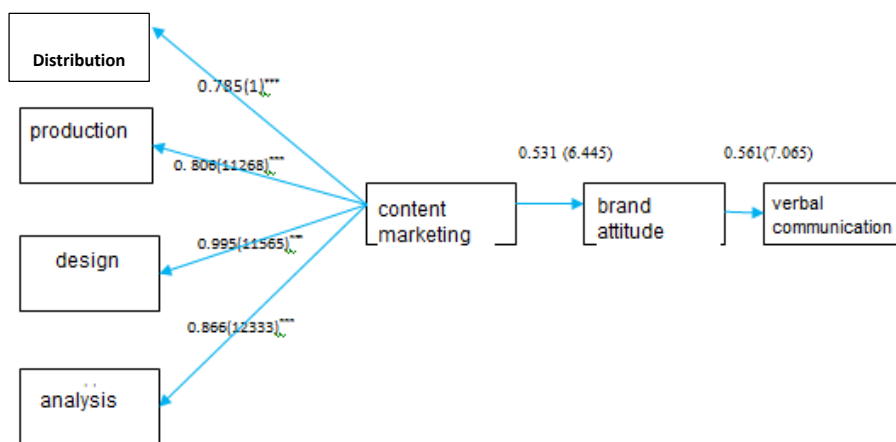 Distribution
0.785(1)***
production
0. 806(11268)***
0.531 (6.445)
0.561(7.065)
content
marketing
brand
attitude
verbal
communication
design
0.995(11565)***
0.866(12333)***
analysis